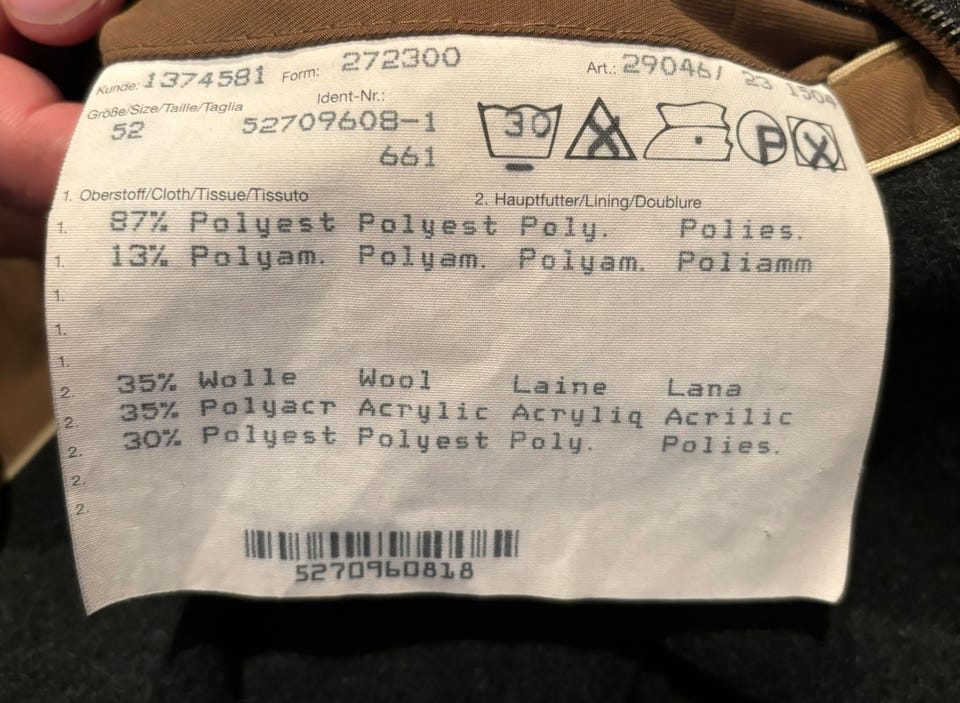 Kunde: 1374581 Form: 272300 Art.: 29046/ 23 1504
Größe/Size/Taille/Taglia Ident-Nr.:
52 52709608-1
661
30 P
1. Oberstoff/Cloth/Tissue/Tissuto 2. Hauptfutter/Lining/Doublure
1. 87% Polyest Polyest Poly. Polies.
1. 13% Polyam. Polyam. Polyam. Poliamm
1.
1.
1.
2. 35% Wolle Wool Laine Lana
2. 35% Polyacr Acrylic Acryliq Acrilic
2. 30% Polyest Polyest Poly. Polies.
2.
2.
5270960818